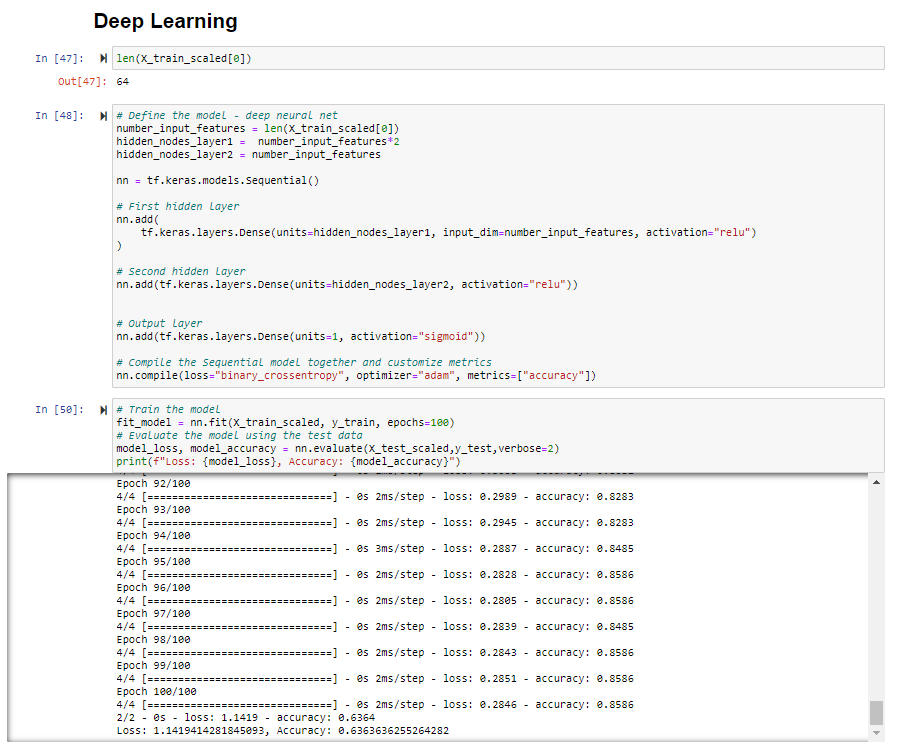 Deep Learning
In [47]:
len(X_train_scaled[0])
Out[47]: 64
In [48]:
# Define the model - deep neural net
number_input_features = len(X_train_scaled[0])
hidden_nodes_layer1 =  number_input_features*2
hidden_nodes_layer2 = number_input_features
nn = tf.keras.models.Sequential()
# First hidden layer
nn.add(
    tf.keras.layers.Dense(units=hidden_nodes_layer1, input_dim=number_input_features, activation="relu")
)
# Second hidden layer
nn.add(tf.keras.layers.Dense(units=hidden_nodes_layer2, activation="relu"))
# Output layer
nn.add(tf.keras.layers.Dense(units=1, activation="sigmoid"))
# Compile the Sequential model together and customize metrics
nn.compile(loss="binary_crossentropy", optimizer="adam", metrics=["accuracy"])
In [50]:
# Train the model
fit_model = nn.fit(X_train_scaled, y_train, epochs=100)
# Evaluate the model using the test data
model_loss, model_accuracy = nn.evaluate(X_test_scaled,y_test,verbose=2)
print(f"Loss: {model_loss}, Accuracy: {model_accuracy}")
Epoch 92/100
4/4 [==============================] - 0s 2ms/step - loss: 0.2989 - accuracy: 0.8283
Epoch 93/100
4/4 [==============================] - 0s 2ms/step - loss: 0.2945 - accuracy: 0.8283
Epoch 94/100
4/4 [==============================] - 0s 3ms/step - loss: 0.2887 - accuracy: 0.8485
Epoch 95/100
4/4 [==============================] - 0s 2ms/step - loss: 0.2828 - accuracy: 0.8586
Epoch 96/100
4/4 [==============================] - 0s 2ms/step - loss: 0.2805 - accuracy: 0.8586
Epoch 97/100
4/4 [==============================] - 0s 2ms/step - loss: 0.2839 - accuracy: 0.8485
Epoch 98/100
4/4 [==============================] - 0s 2ms/step - loss: 0.2843 - accuracy: 0.8586
Epoch 99/100
4/4 [==============================] - 0s 2ms/step - loss: 0.2851 - accuracy: 0.8586
Epoch 100/100
4/4 [==============================] - 0s 2ms/step - loss: 0.2846 - accuracy: 0.8586
2/2 - 0s - loss: 1.1419 - accuracy: 0.6364
Loss: 1.1419414281845093, Accuracy: 0.6363636255264282